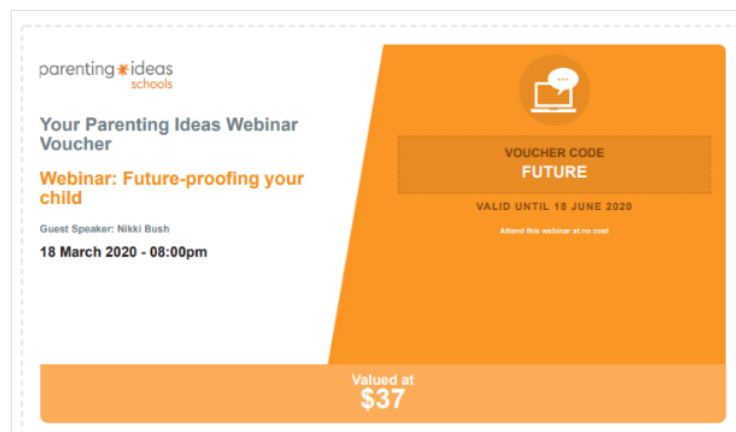 parenting ideas
schools
Your Parenting Ideas Webinar
Voucher
Webinar: Future-proofing your
child
Guest Speaker: Nikki Bush
18 March 2020 - 08:00pm
VOUCHER CODE
FUTURE
VALID UNTIL 18 JUNE 2020
Attend this webinar at no cost
Valued at
$37